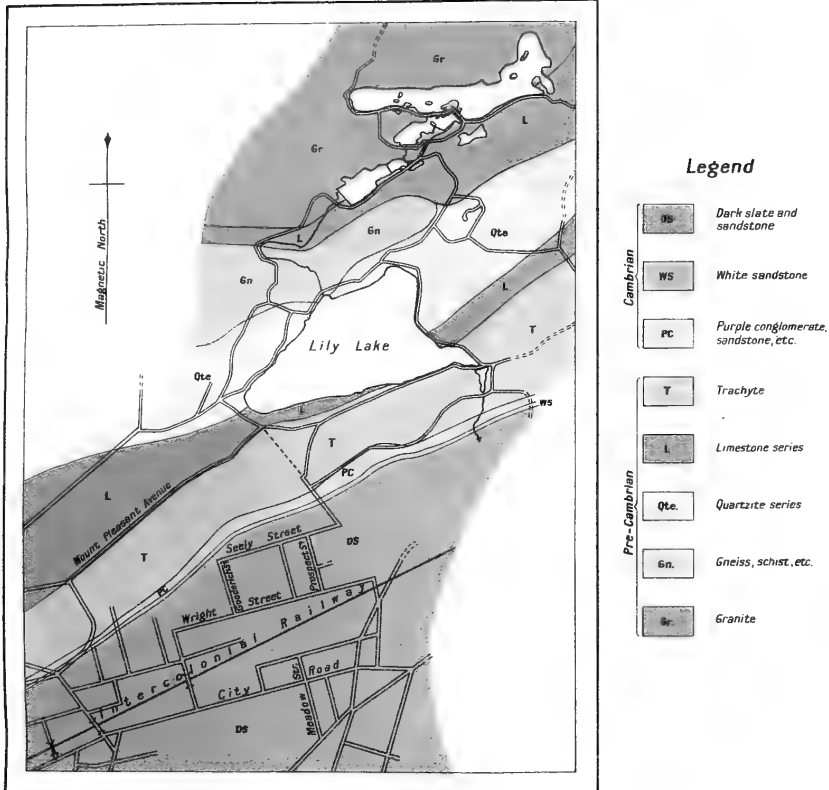 Gr
Gr
L
Magnetic North
Gn
Qte
L
Gn
L
T
Lily Lake
Qte
L
WS
T
PC
L
Mount Pleasant Avenue
T
PC
Seely Street
DS
Goodrich St
Prospect St
Wright Street
Intercolonial Railway
City Road
Meadow Str.
DS
Legend
Cambrian
DS
Dark slate and
sandstone
WS
White sandstone
PC
Purple conglomerate,
sandstone, etc.
Pre-Cambrian
T
Trachyte
L
Limestone series
Qte.
Quartzite series
Gn.
Gneiss, schist, etc.
Gr.
Granite